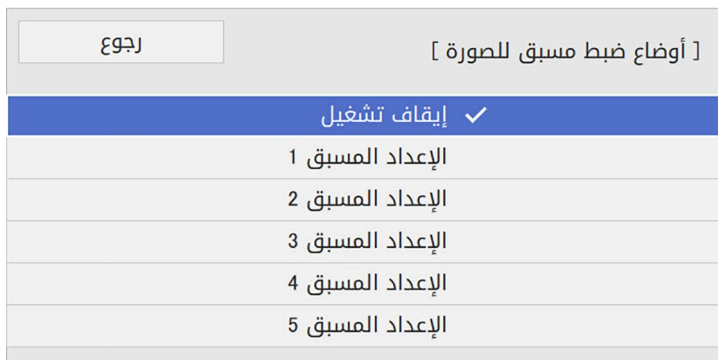 [ أوضاع ضبط مسبق للصورة ]
رجوع
إيقاف تشغيل
الإعداد المسبق 1
الإعداد المسبق 2
الإعداد المسبق 3
الإعداد المسبق 4
الإعداد المسبق 5